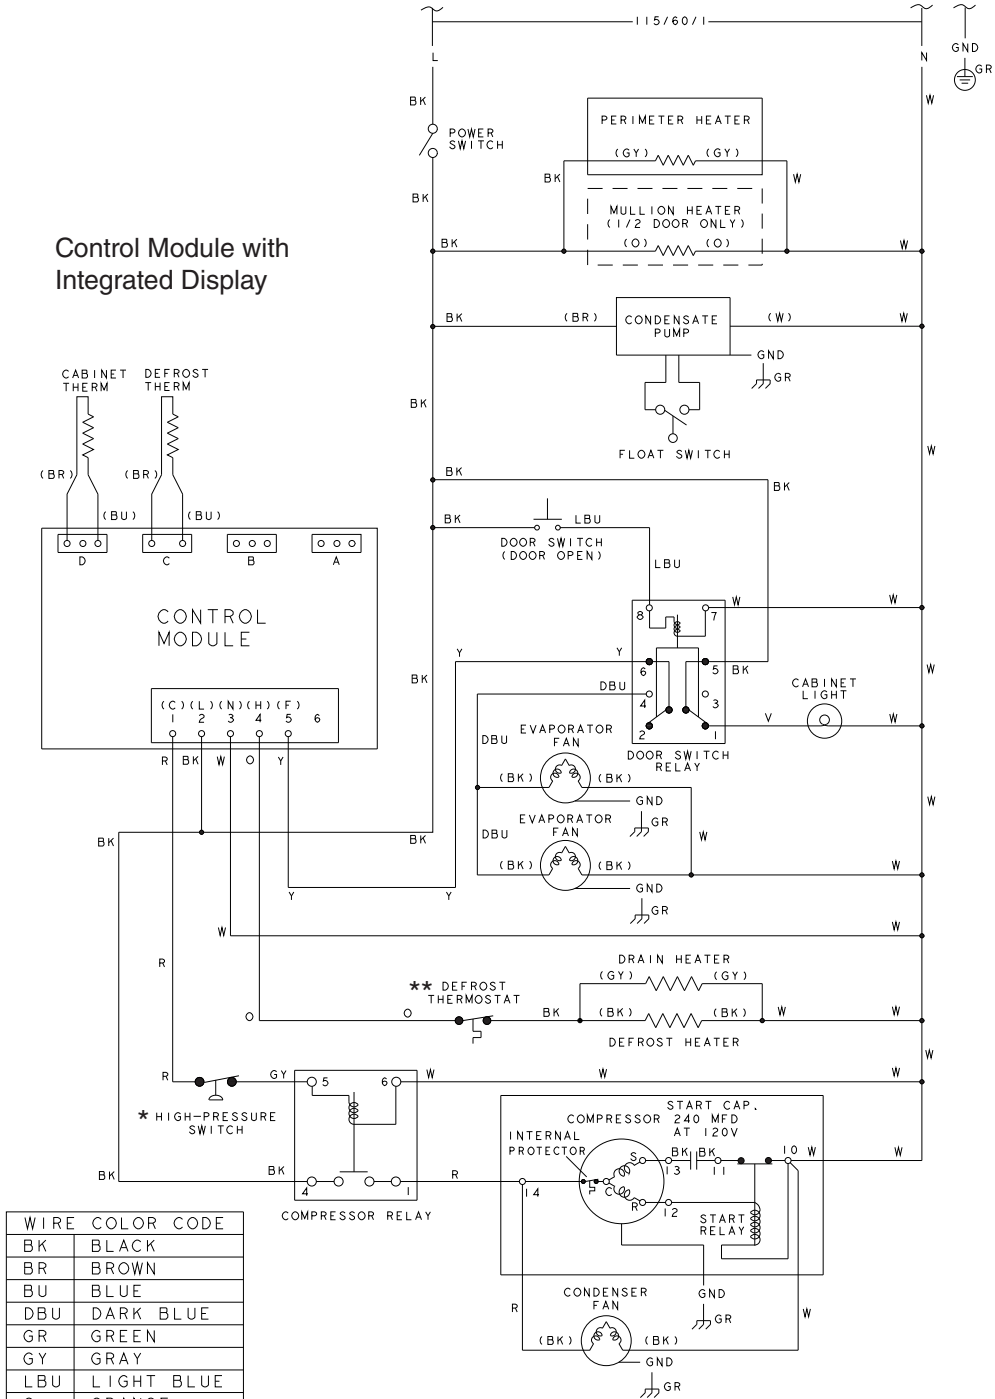 115/60/1
L
N
GND
GR
BK
W
POWER
SWITCH
PERIMETER HEATER
(GY) (GY)
BK
W
BK
MULLION HEATER
(1/2 DOOR ONLY)
(O) (O)
BK
W
Control Module with
Integrated Display
BK
(BR)
CONDENSATE
PUMP
(W)
W
GND
GR
CABINET
THERM
DEFROST
THERM
BK
FLOAT SWITCH
W
(BR)
(BR)
(BU)
(BU)
BK
BK
BK
LBU
DOOR SWITCH
(DOOR OPEN)
LBU
D
C
B
A
CONTROL
MODULE
8
7
W
W
Y
Y
6
5
BK
W
BK
DBU
4
3
CABINET
LIGHT
V
W
2
1
DOOR SWITCH
RELAY
(C) (L) (N) (H) (F)
1 2 3 4 5 6
R BK W O Y
DBU
EVAPORATOR
FAN
(BK) (BK)
GND
GR
W
BK
BK
DBU
EVAPORATOR
FAN
W
(BK) (BK)
W
GND
GR
Y
Y
W
W
R
DRAIN HEATER
(GY) (GY)
** DEFROST
THERMOSTAT
O
O
BK
(BK) (BK)
W
W
DEFROST HEATER
W
R
GY
5
6
W
W
W
* HIGH-PRESSURE
SWITCH
START CAP.
240 MFD
AT 120V
COMPRESSOR
INTERNAL
PROTECTOR
S
BK BK
13
11
10
W
W
BK
BK
4
1
R
14
C
R
12
START
RELAY
COMPRESSOR RELAY
GND
GR
R
CONDENSER
FAN
W
(BK) (BK)
GND
GR
WIRE COLOR CODE
BK BLACK
BR BROWN
BU BLUE
DBU DARK BLUE
GR GREEN
GY GRAY
LBU LIGHT BLUE